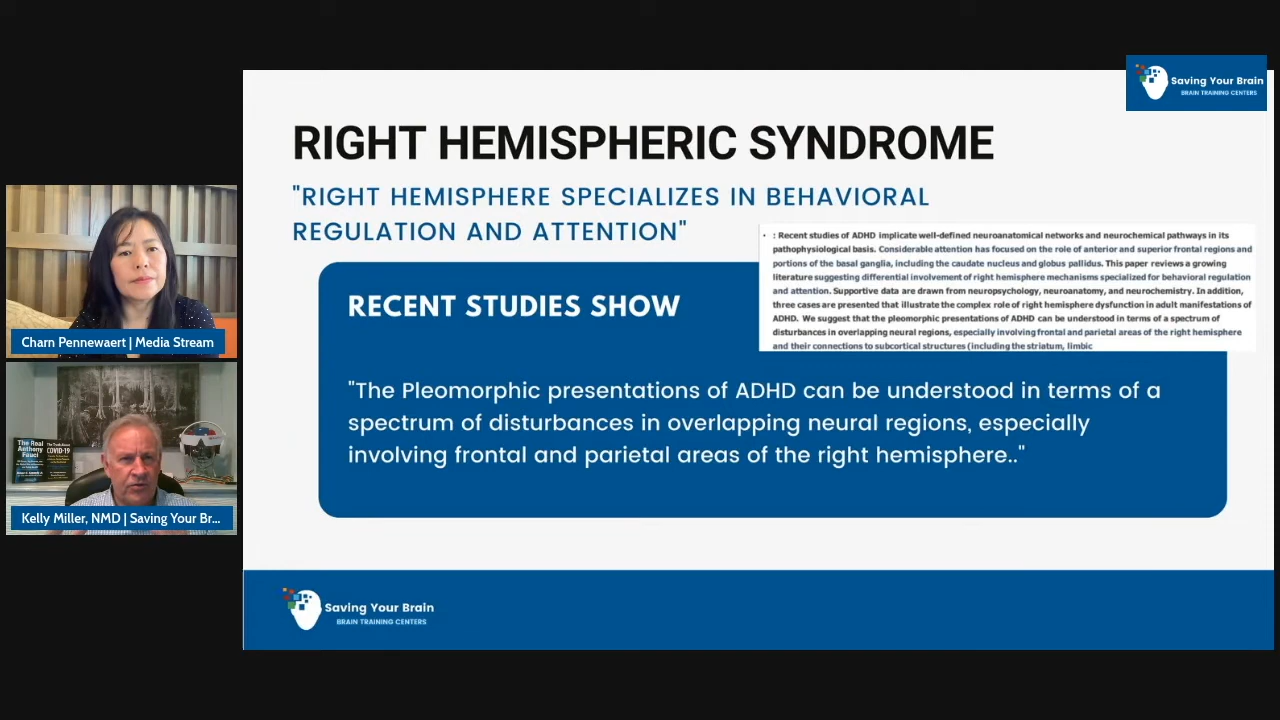 Saving Your Brain
BRAIN TRAINING CENTERS
RIGHT HEMISPHERIC SYNDROME
"RIGHT HEMISPHERE SPECIALIZES IN BEHAVIORAL
REGULATION AND ATTENTION"
• : Recent studies of ADHD implicate well-defined neuroanatomical networks and neurochemical pathways in its
pathophysiological basis. Considerable attention has focused on the role of anterior and superior frontal regions and
portions of the basal ganglia, including the caudate nucleus and globus pallidus. This paper reviews a growing
literature suggesting differential involvement of right hemisphere mechanisms specialized for behavioral regulation
and attention. Supportive data are drawn from neuropsychology, neuroanatomy, and neurochemistry. In addition,
three cases are presented that illustrate the complex role of right hemisphere dysfunction in adult manifestations of
ADHD. We suggest that the pleomorphic presentations of ADHD can be understood in terms of a spectrum of
disturbances in overlapping neural regions, especially involving frontal and parietal areas of the right hemisphere
and their connections to subcortical structures (including the striatum, limbic
RECENT STUDIES SHOW
"The Pleomorphic presentations of ADHD can be understood in terms of a
spectrum of disturbances in overlapping neural regions, especially
involving frontal and parietal areas of the right hemisphere.."
Charn Pennewaert | Media Stream
The Real
Anthony
Fauci
The Truth About
COVID-19
Kelly Miller, NMD | Saving Your Br...
Saving Your Brain
BRAIN TRAINING CENTERS